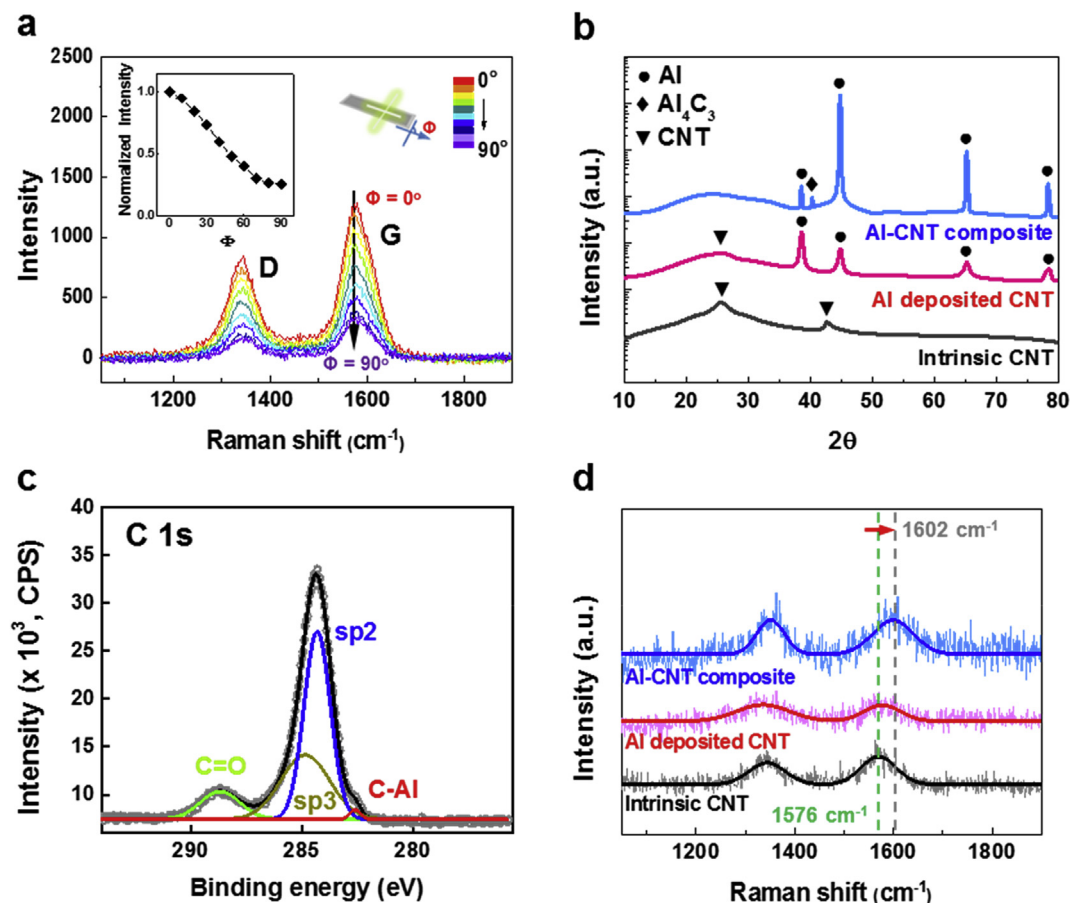 a
2500
2000
1500
1000
500
0
Intensity
1200 1400 1600 1800
Raman shift (cm⁻¹)
1.0
0.5
0.0
Normalized Intensity
0 30 60 90
Φ
Φ
0°
90°
Φ = 0°
G
D
Φ = 90°
b
Al
Al₄C₃
CNT
Intensity (a.u.)
Al-CNT composite
Al deposited CNT
Intrinsic CNT
10 20 30 40 50 60 70 80
2θ
c
C 1s
40
35
30
25
20
15
10
Intensity (x 10³, CPS)
sp2
C=O
sp3
C-Al
290 285 280
Binding energy (eV)
d
1602 cm⁻¹
Intensity (a.u.)
Al-CNT composite
Al deposited CNT
Intrinsic CNT
1576 cm⁻¹
1200 1400 1600 1800
Raman shift (cm⁻¹)